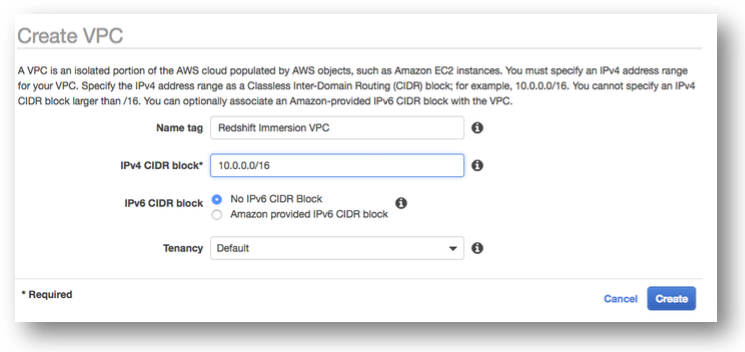 Create VPC
A VPC is an isolated portion of the AWS cloud populated by AWS objects, such as Amazon EC2 instances. You must specify an IPv4 address range
for your VPC. Specify the IPv4 address range as a Classless Inter-Domain Routing (CIDR) block; for example, 10.0.0.0/16. You cannot specify an IPv4
CIDR block larger than /16. You can optionally associate an Amazon-provided IPv6 CIDR block with the VPC.
Name tag Redshift Immersion VPC
IPv4 CIDR block* 10.0.0.0/16
IPv6 CIDR block No IPv6 CIDR Block
Amazon provided IPv6 CIDR block
Tenancy Default
* Required
Cancel Create